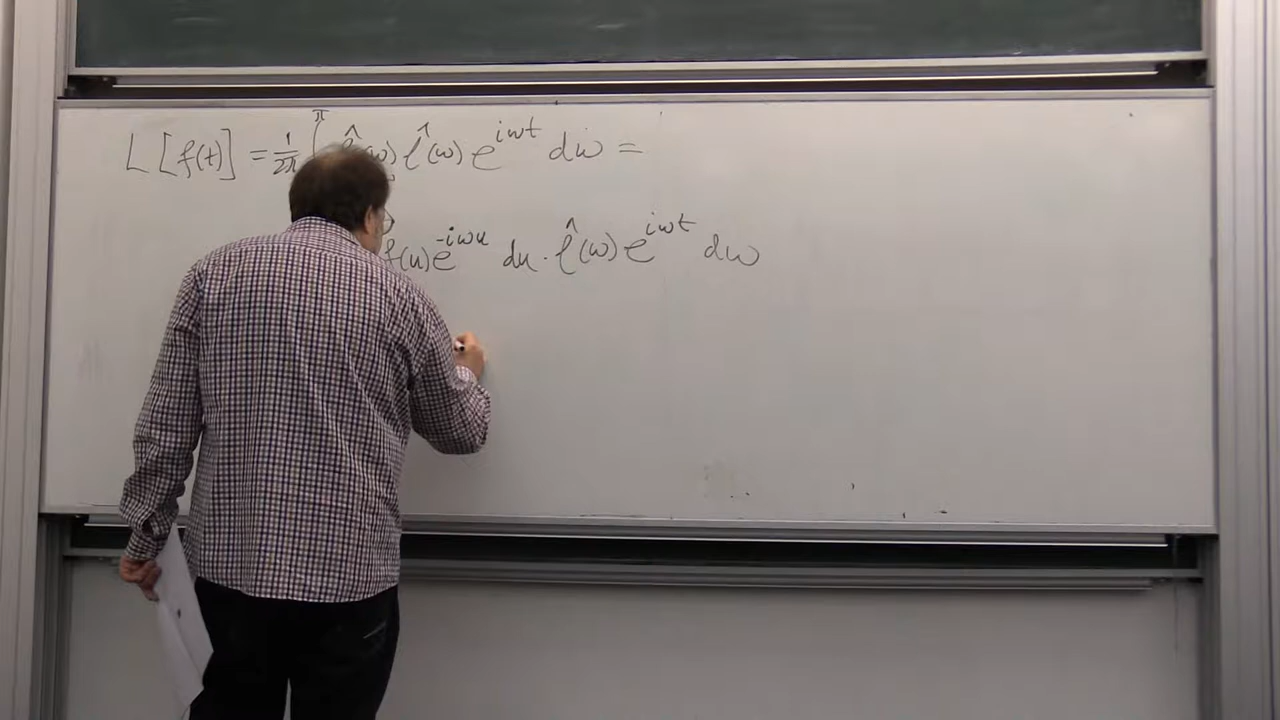 L [f(t)] = 1/2π ∫^π f̂(ω) l̂(ω) e^{iωt} dω =
f(u) e^{-iωu} du · l̂(ω) e^{iωt} dω